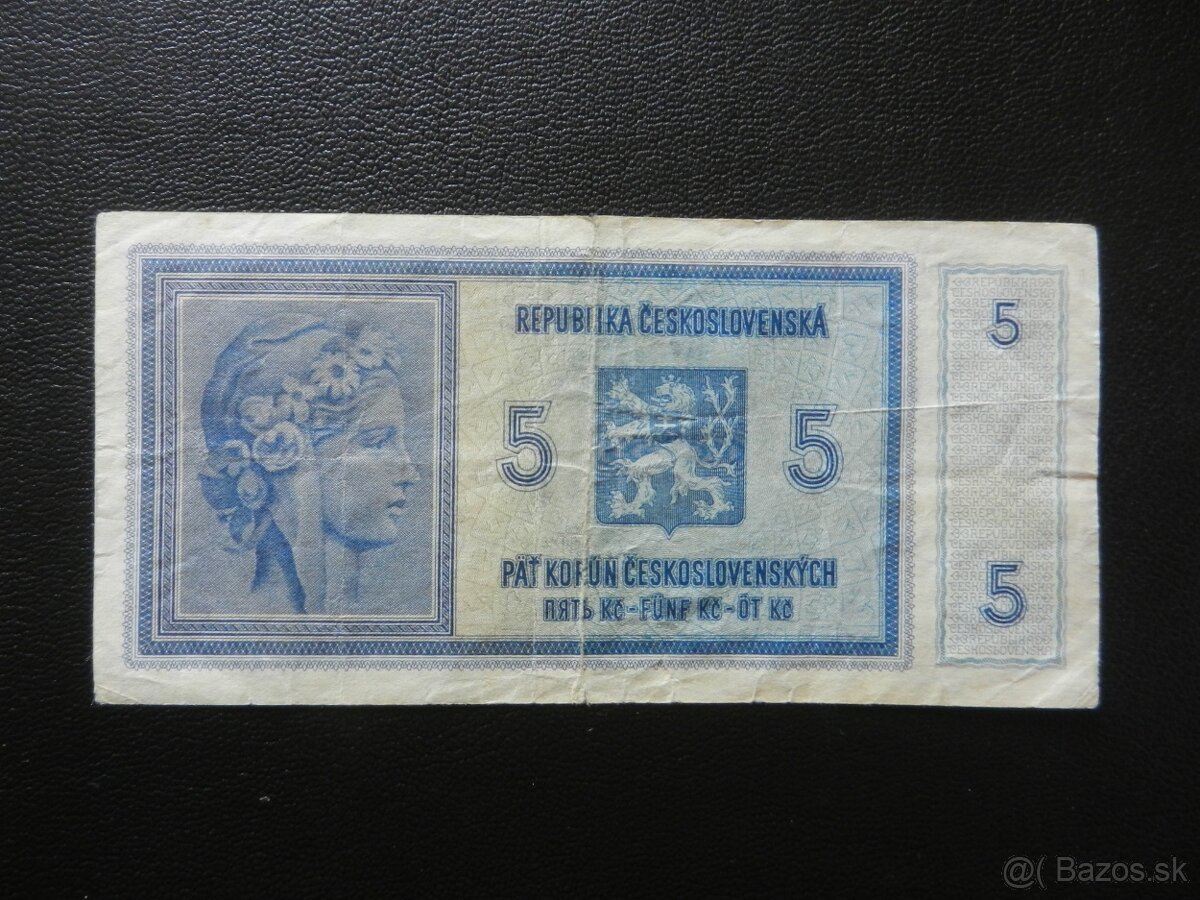 REPUBLIKA ČESKOSLOVENSKÁ
5
5
5
PÄŤ KORÚN ČESKOSLOVENSKÝCH
ПЯТЬ Kč-FÜNF Kč-ÖT Kč
5
@( Bazos.sk